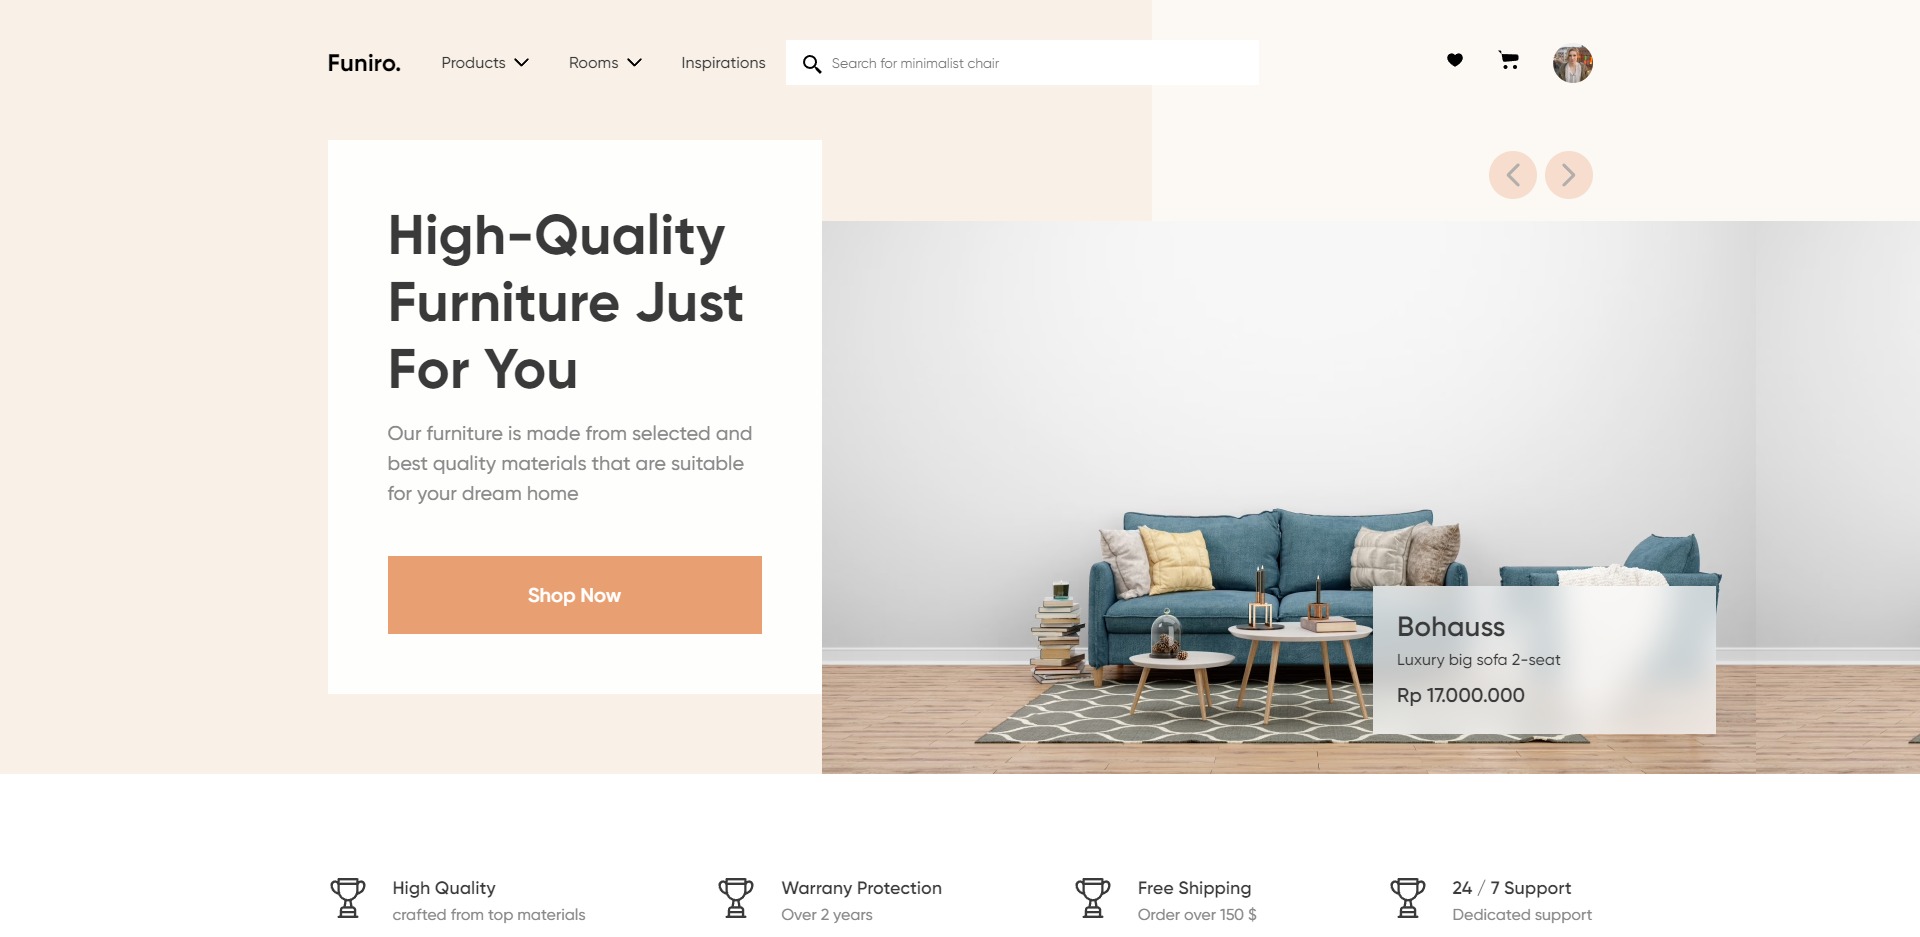 Funiro.
Products
Rooms
Inspirations
Search for minimalist chair
High-Quality
Furniture Just
For You
Our furniture is made from selected and
best quality materials that are suitable
for your dream home
Shop Now
Bohauss
Luxury big sofa 2-seat
Rp 17.000.000
High Quality
crafted from top materials
Warrany Protection
Over 2 years
Free Shipping
Order over 150 $
24 / 7 Support
Dedicated support